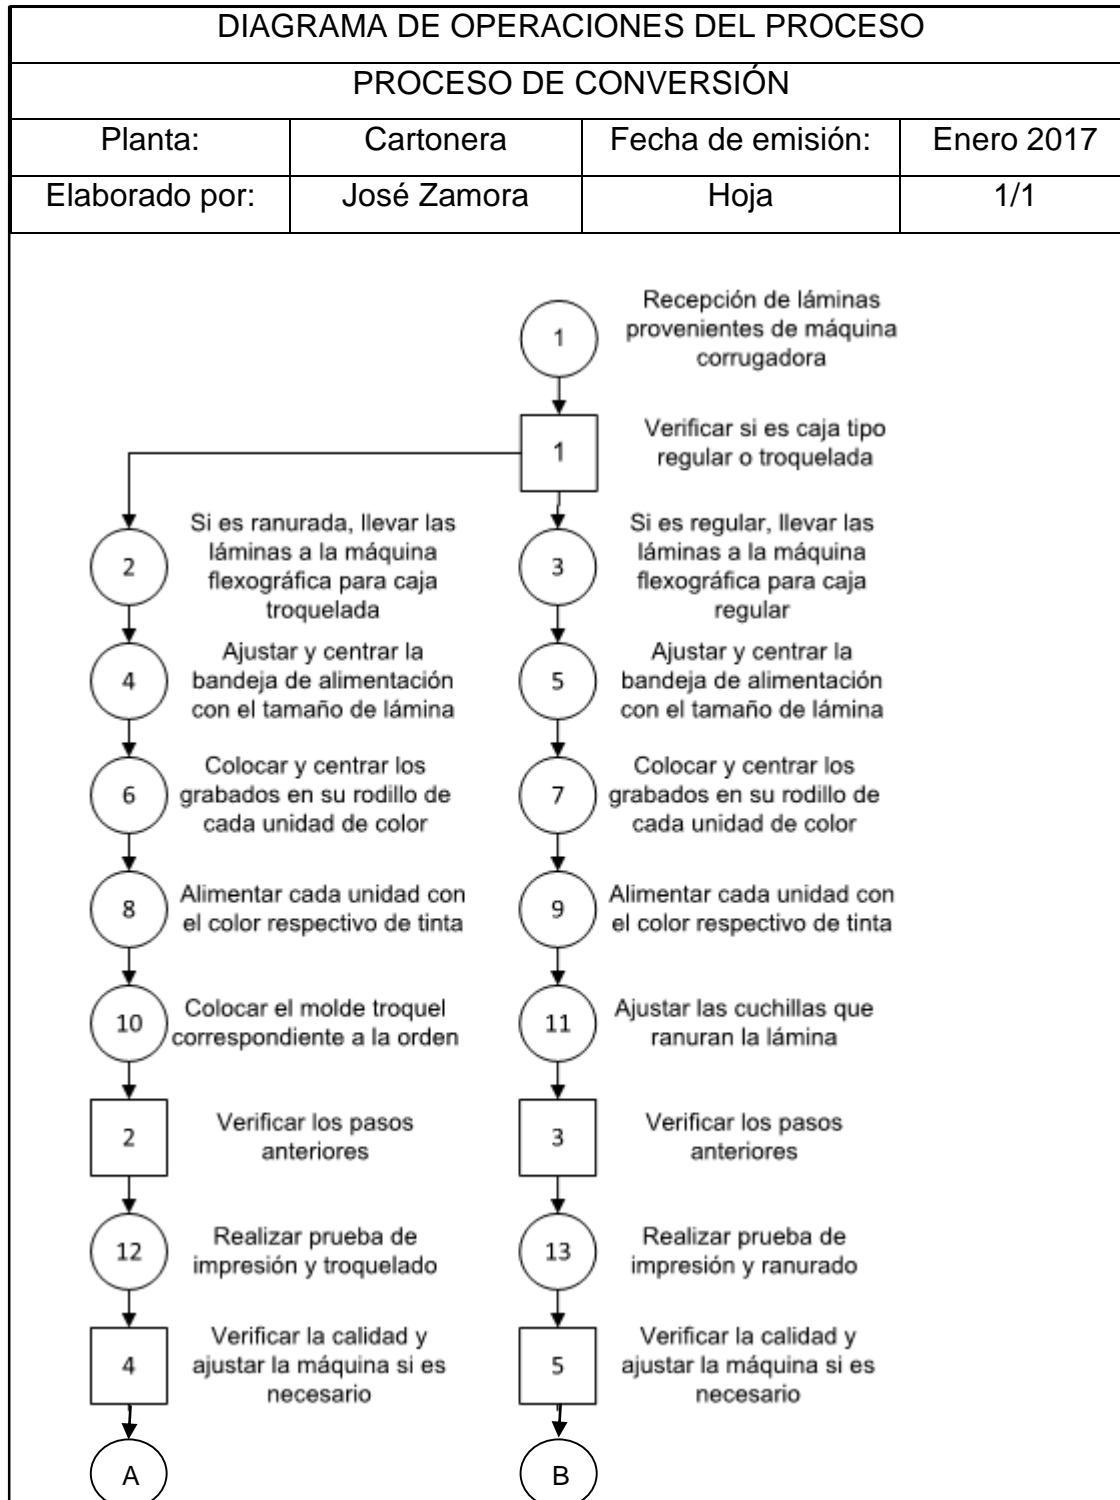 DIAGRAMA DE OPERACIONES DEL PROCESO
PROCESO DE CONVERSIÓN
Planta: Cartonera Fecha de emisión: Enero 2017
Elaborado por: José Zamora Hoja 1/1
1
Recepción de láminas
provenientes de máquina
corrugadora
1
Verificar si es caja tipo
regular o troquelada
2
Si es ranurada, llevar las
láminas a la máquina
flexográfica para caja
troquelada
3
Si es regular, llevar las
láminas a la máquina
flexográfica para caja
regular
4
Ajustar y centrar la
bandeja de alimentación
con el tamaño de lámina
5
Ajustar y centrar la
bandeja de alimentación
con el tamaño de lámina
6
Colocar y centrar los
grabados en su rodillo de
cada unidad de color
7
Colocar y centrar los
grabados en su rodillo de
cada unidad de color
8
Alimentar cada unidad con
el color respectivo de tinta
9
Alimentar cada unidad con
el color respectivo de tinta
10
Colocar el molde troquel
correspondiente a la orden
11
Ajustar las cuchillas que
ranuran la lámina
2
Verificar los pasos
anteriores
3
Verificar los pasos
anteriores
12
Realizar prueba de
impresión y troquelado
13
Realizar prueba de
impresión y ranurado
4
Verificar la calidad y
ajustar la máquina si es
necesario
5
Verificar la calidad y
ajustar la máquina si es
necesario
A
B